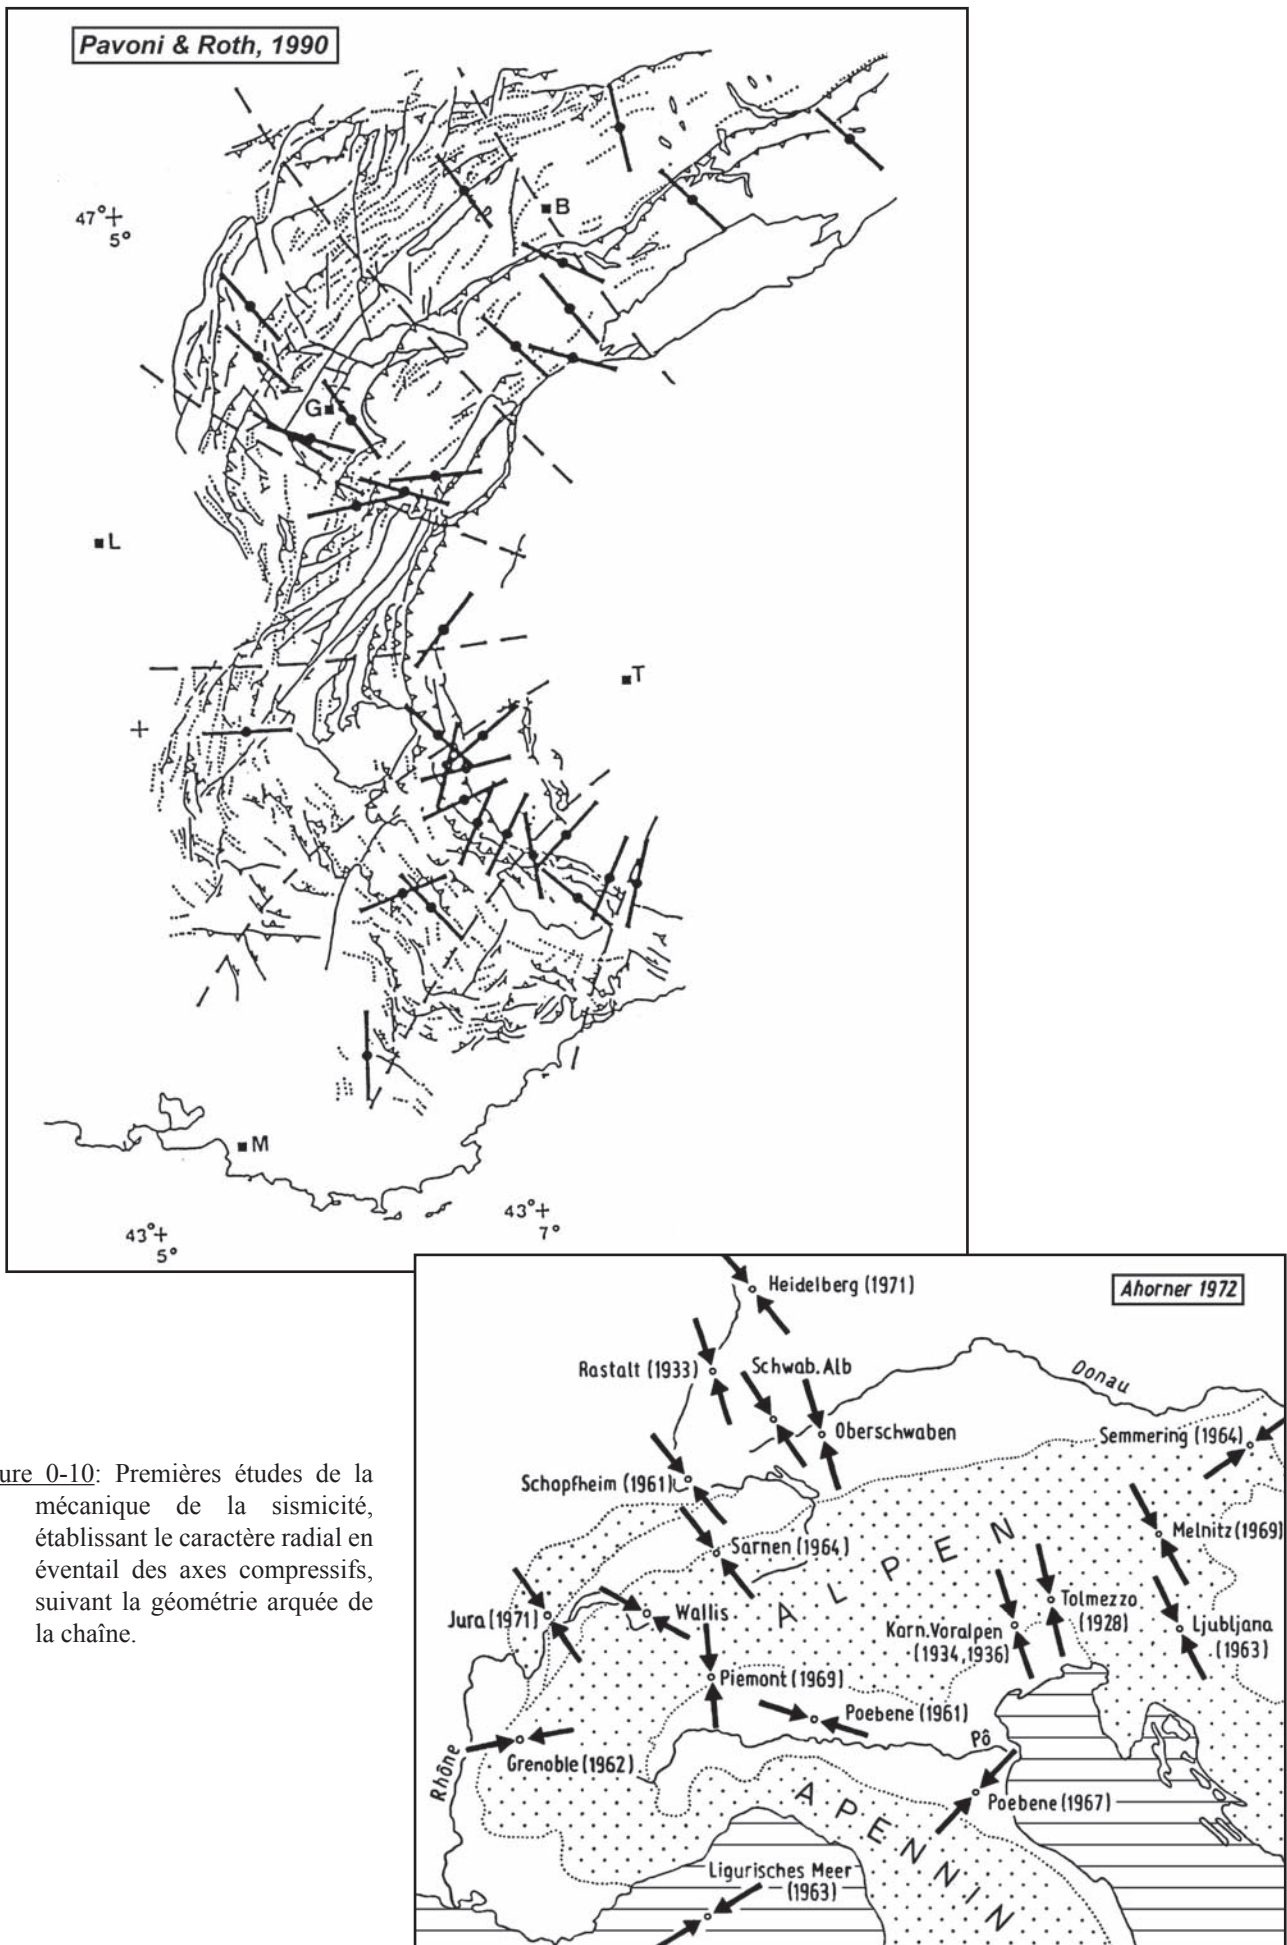 Pavoni & Roth, 1990
47°+
5°
B
G
L
T
M
43°+
7°
43°+
5°
ure 0-10: Premières études de la
mécanique de la sismicité,
établissant le caractère radial en
éventail des axes compressifs,
suivant la géométrie arquée de
la chaîne.
Ahorner 1972
Heidelberg (1971)
Rastalt (1933)
Schwab. Alb
Donau
Oberschwaben
Semmering (1964)
Schopfheim (1961)
Melnitz (1969)
Sarnen (1964)
ALPEN
Jura (1971)
Wallis
Karn. Voralpen
(1934, 1936)
Tolmezzo
(1928)
Ljubljana
(1963)
Piemont (1969)
Poebene (1961)
Pô
Rhône
Grenoble (1962)
Poebene (1967)
APENNIN
Ligurisches Meer
(1963)